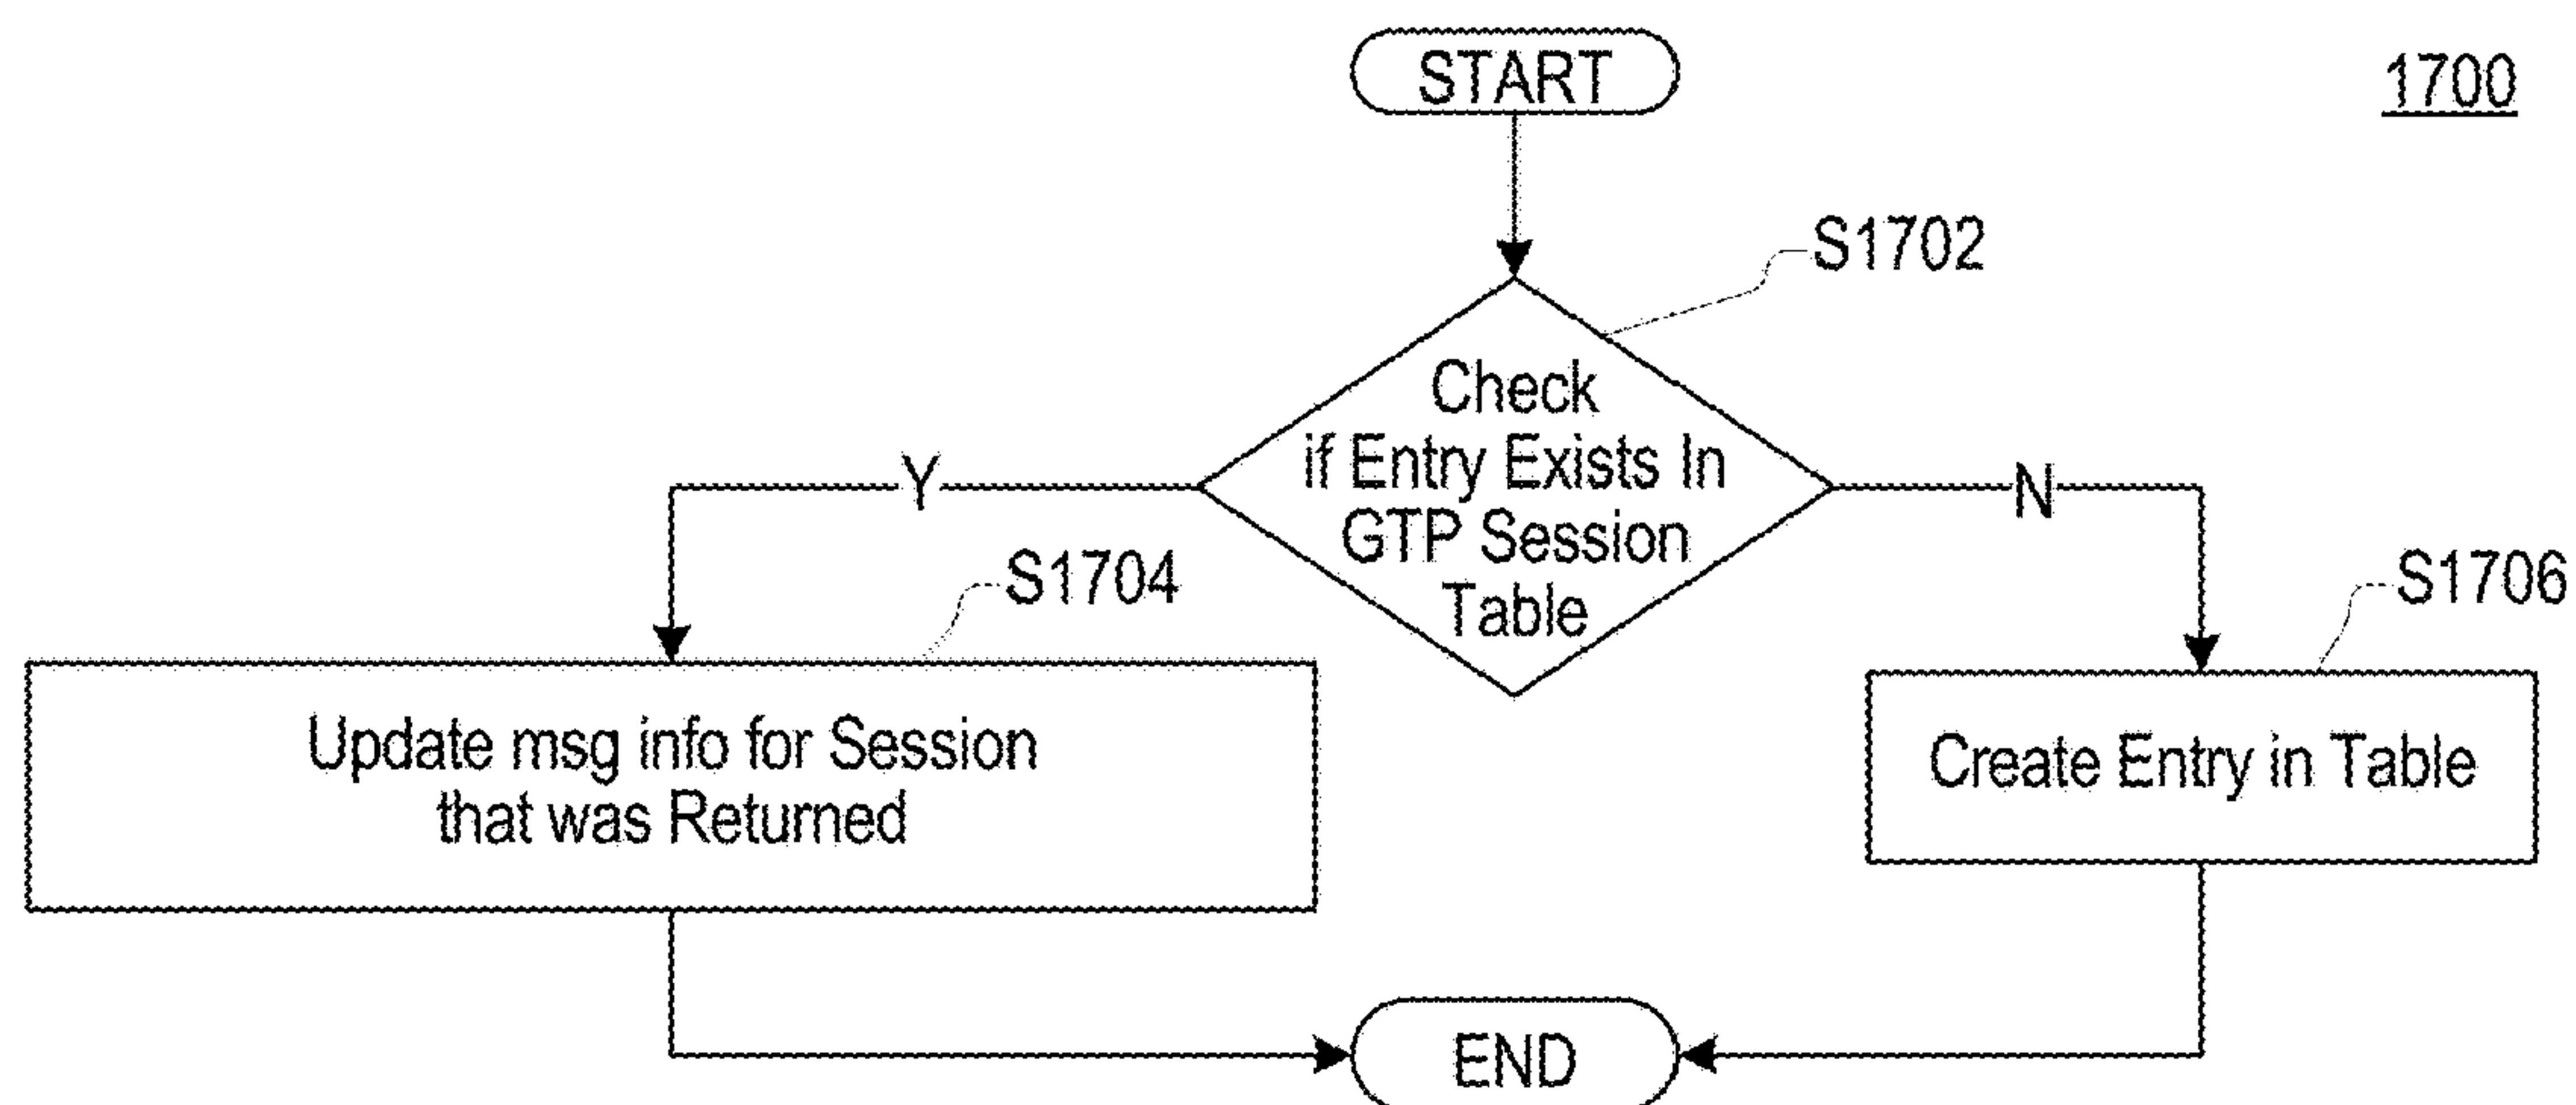 START
1700
S1702
Check
if Entry Exists In
GTP Session
Table
Y
N
S1704
S1706
Update msg info for Session
that was Returned
Create Entry in Table
END